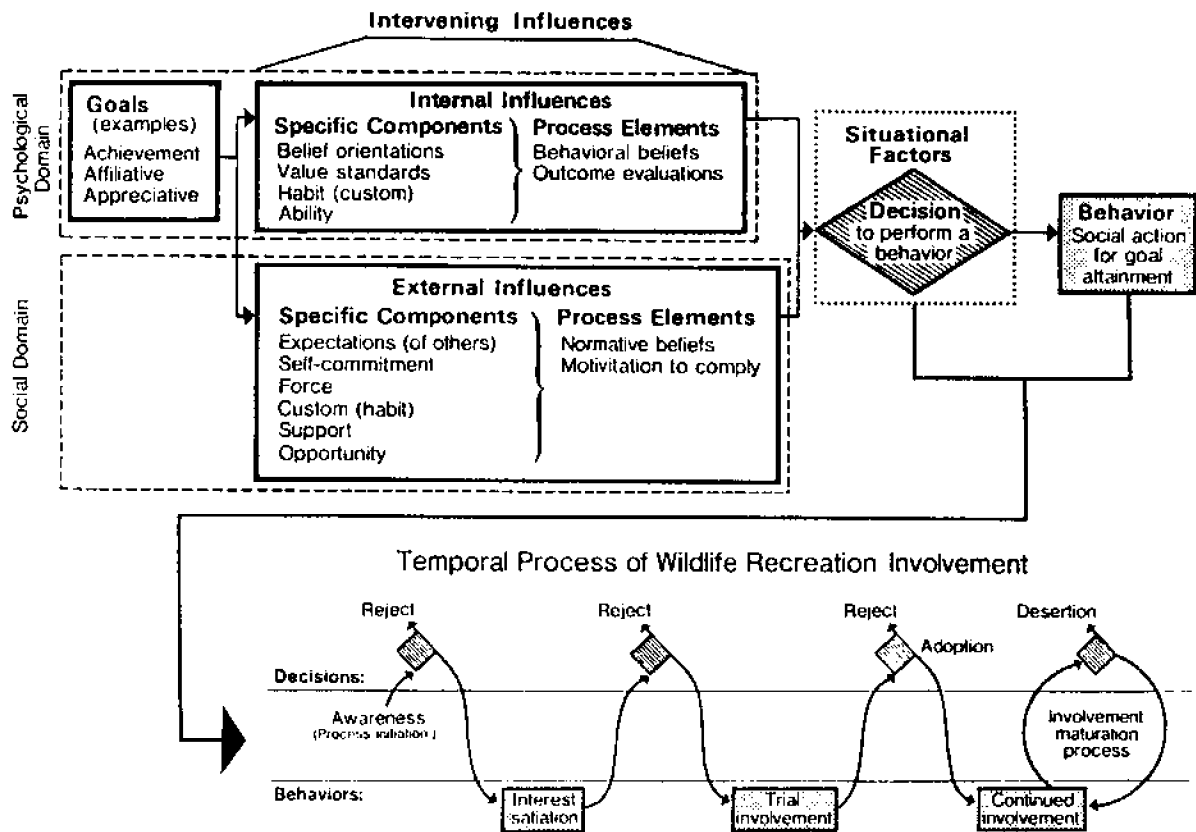 Intervening Influences
Psychological
Domain
Goals
(examples)
Achievement
Affiliative
Appreciative
Internal Influences
Specific Components
Belief orientations
Value standards
Habit (custom)
Ability
Process Elements
Behavioral beliefs
Outcome evaluations
Social Domain
External Influences
Specific Components
Expectations (of others)
Self-commitment
Force
Custom (habit)
Support
Opportunity
Process Elements
Normative beliefs
Motivitation to comply
Situational
Factors
Decision
to perform a
behavior
Behavior
Social action
for goal
attainment
Temporal Process of Wildlife Recreation Involvement
Reject
Reject
Reject
Desertion
Adoption
Decisions:
Awareness
(Process initiation)
Involvement
maturation
process
Behaviors:
Interest
satiation
Trial
involvement
Continued
involvement